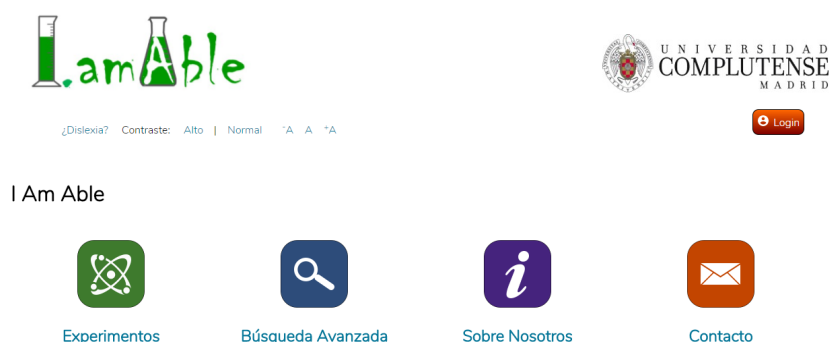 I.amAble
UNIVERSIDAD
COMPLUTENSE
MADRID
¿Dislexia? Contraste: Alto | Normal -A A +A
Login
I Am Able
Experimentos Búsqueda Avanzada Sobre Nosotros Contacto